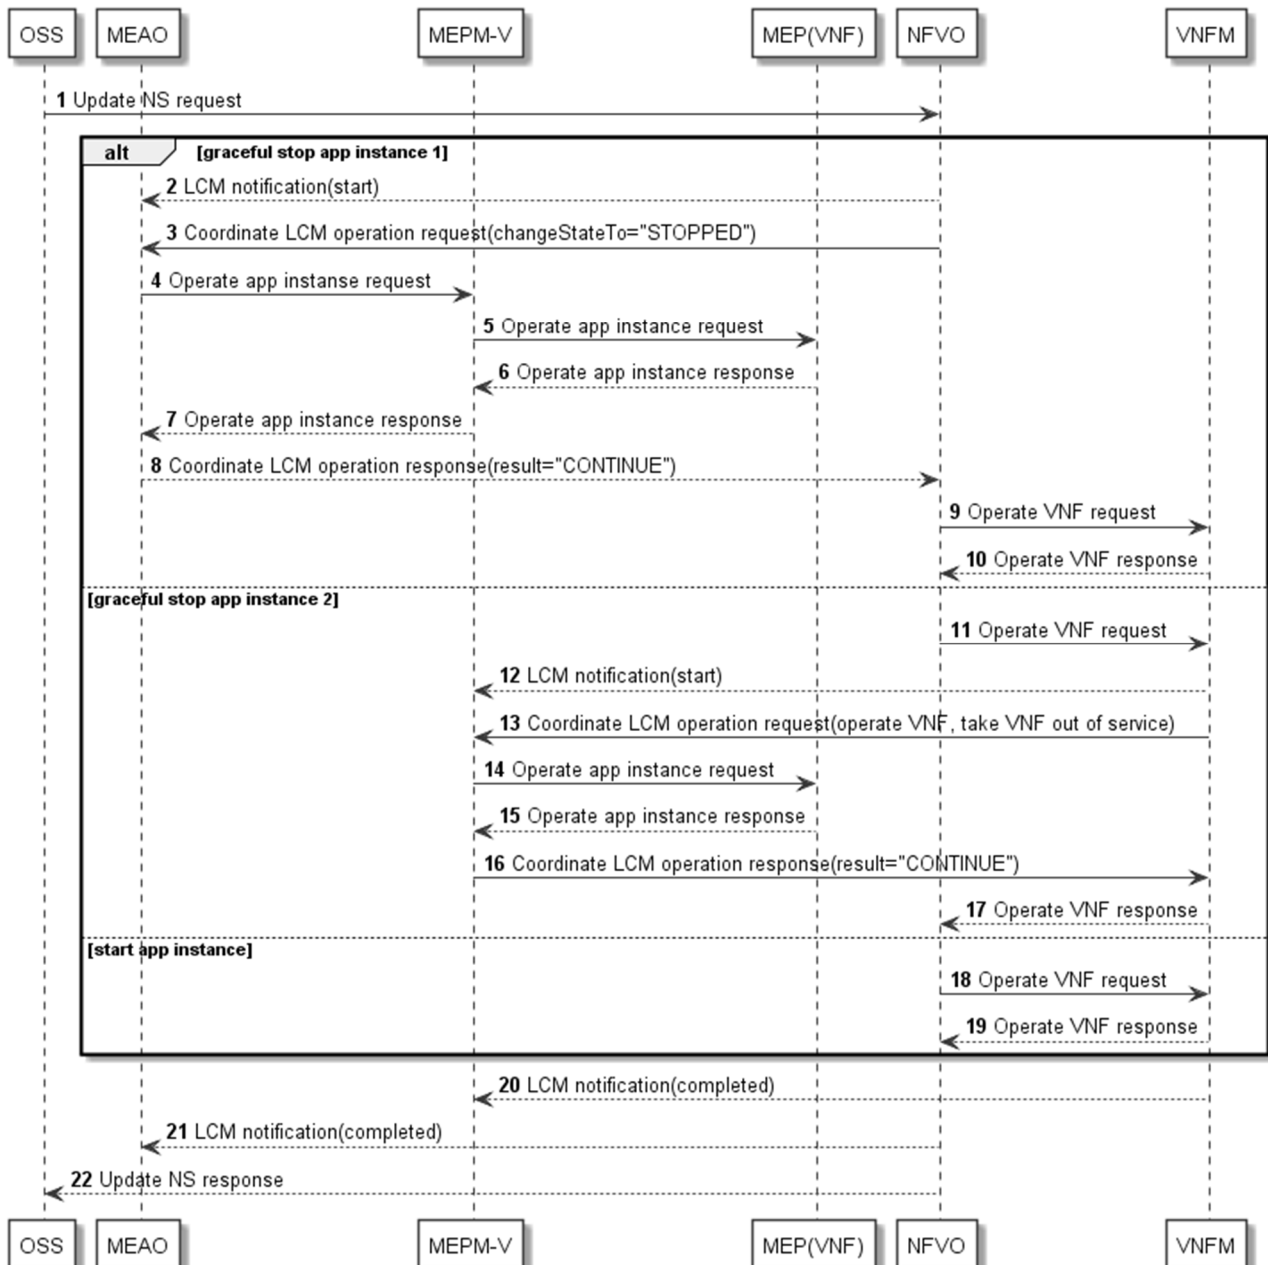 OSS MEAO MEPM-V MEP(VNF) NFVO VNFM
1 Update NS request
alt [graceful stop app instance 1]
2 LCM notification(start)
3 Coordinate LCM operation request(changeStateTo="STOPPED")
4 Operate app instanse request
5 Operate app instance request
6 Operate app instance response
7 Operate app instance response
8 Coordinate LCM operation response(result="CONTINUE")
9 Operate VNF request
10 Operate VNF response
[graceful stop app instance 2]
11 Operate VNF request
12 LCM notification(start)
13 Coordinate LCM operation request(operate VNF, take VNF out of service)
14 Operate app instance request
15 Operate app instance response
16 Coordinate LCM operation response(result="CONTINUE")
17 Operate VNF response
[start app instance]
18 Operate VNF request
19 Operate VNF response
20 LCM notification(completed)
21 LCM notification(completed)
22 Update NS response
OSS MEAO MEPM-V MEP(VNF) NFVO VNFM